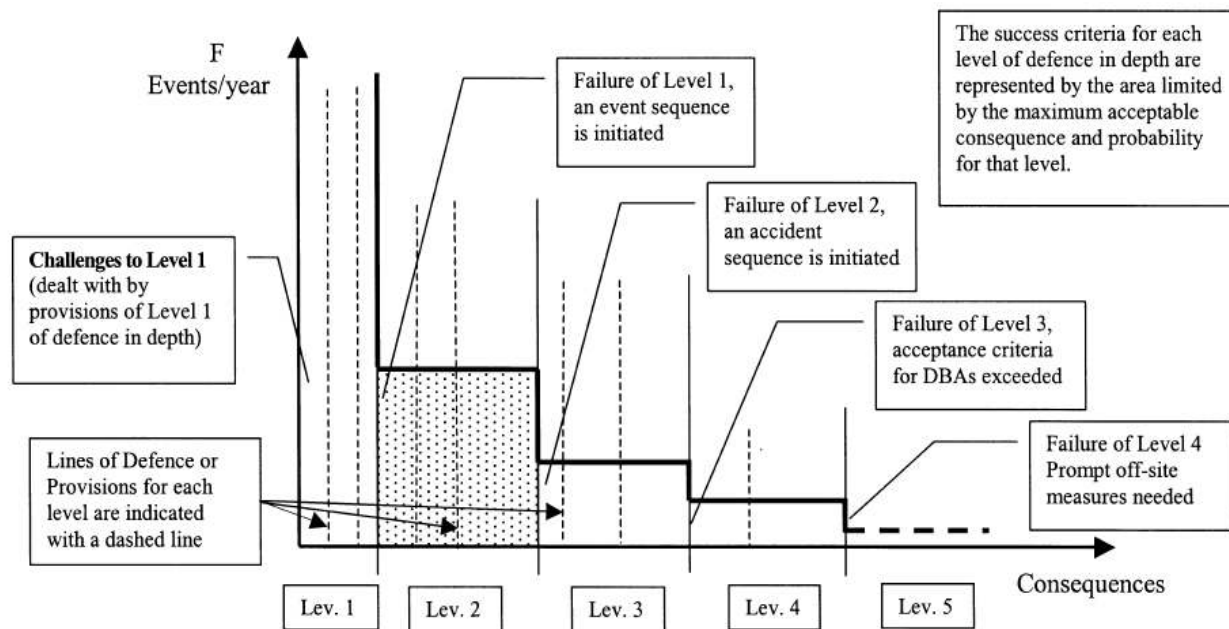 F
Events/year
Failure of Level 1,
an event sequence
is initiated
The success criteria for each
level of defence in depth are
represented by the area limited
by the maximum acceptable
consequence and probability
for that level.
Failure of Level 2,
an accident
sequence is initiated
Challenges to Level 1
(dealt with by
provisions of Level 1
of defence in depth)
Failure of Level 3,
acceptance criteria
for DBAs exceeded
Lines of Defence or
Provisions for each
level are indicated
with a dashed line
Failure of Level 4
Prompt off-site
measures needed
Consequences
Lev. 1
Lev. 2
Lev. 3
Lev. 4
Lev. 5